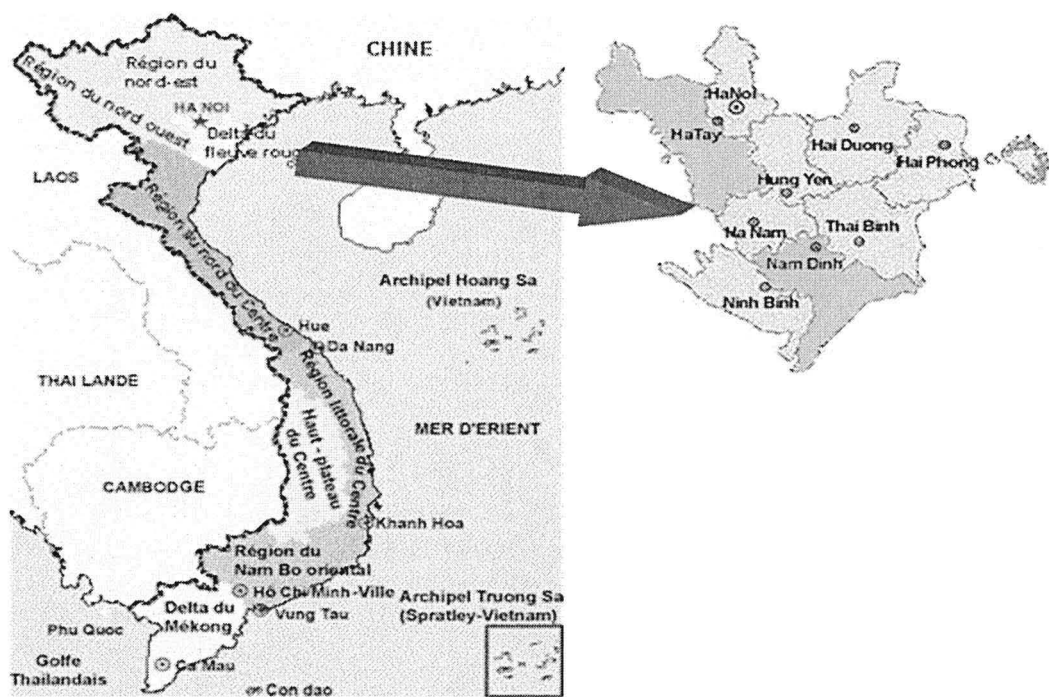 CHINE
Région du
nord-est
Région du nord ouest
HA NOI
Delta du
fleuve roug
LAOS
Région du nord du Centre
Archipel Hoang Sa
(Vietnam)
Hue
Da Nang
THAI LANDE
Région littorale du Centre
Haut - plateau
du Centre
MER D'ERIENT
CAMBODGE
Khanh Hoa
Région du
Nam Bo oriental
Hô Chi Minh-Ville
Archipel Truong Sa
(Spratley-Vietnam)
Delta du
Mékong
Vung Tau
Phu Quoc
Golfe
Thailandais
Ca Mau
Con dao
HaNoi
HaTay
Hai Duong
Hai Phong
Hung Yen
Ha Nam
Thai Binh
Nam Dinh
Ninh Binh